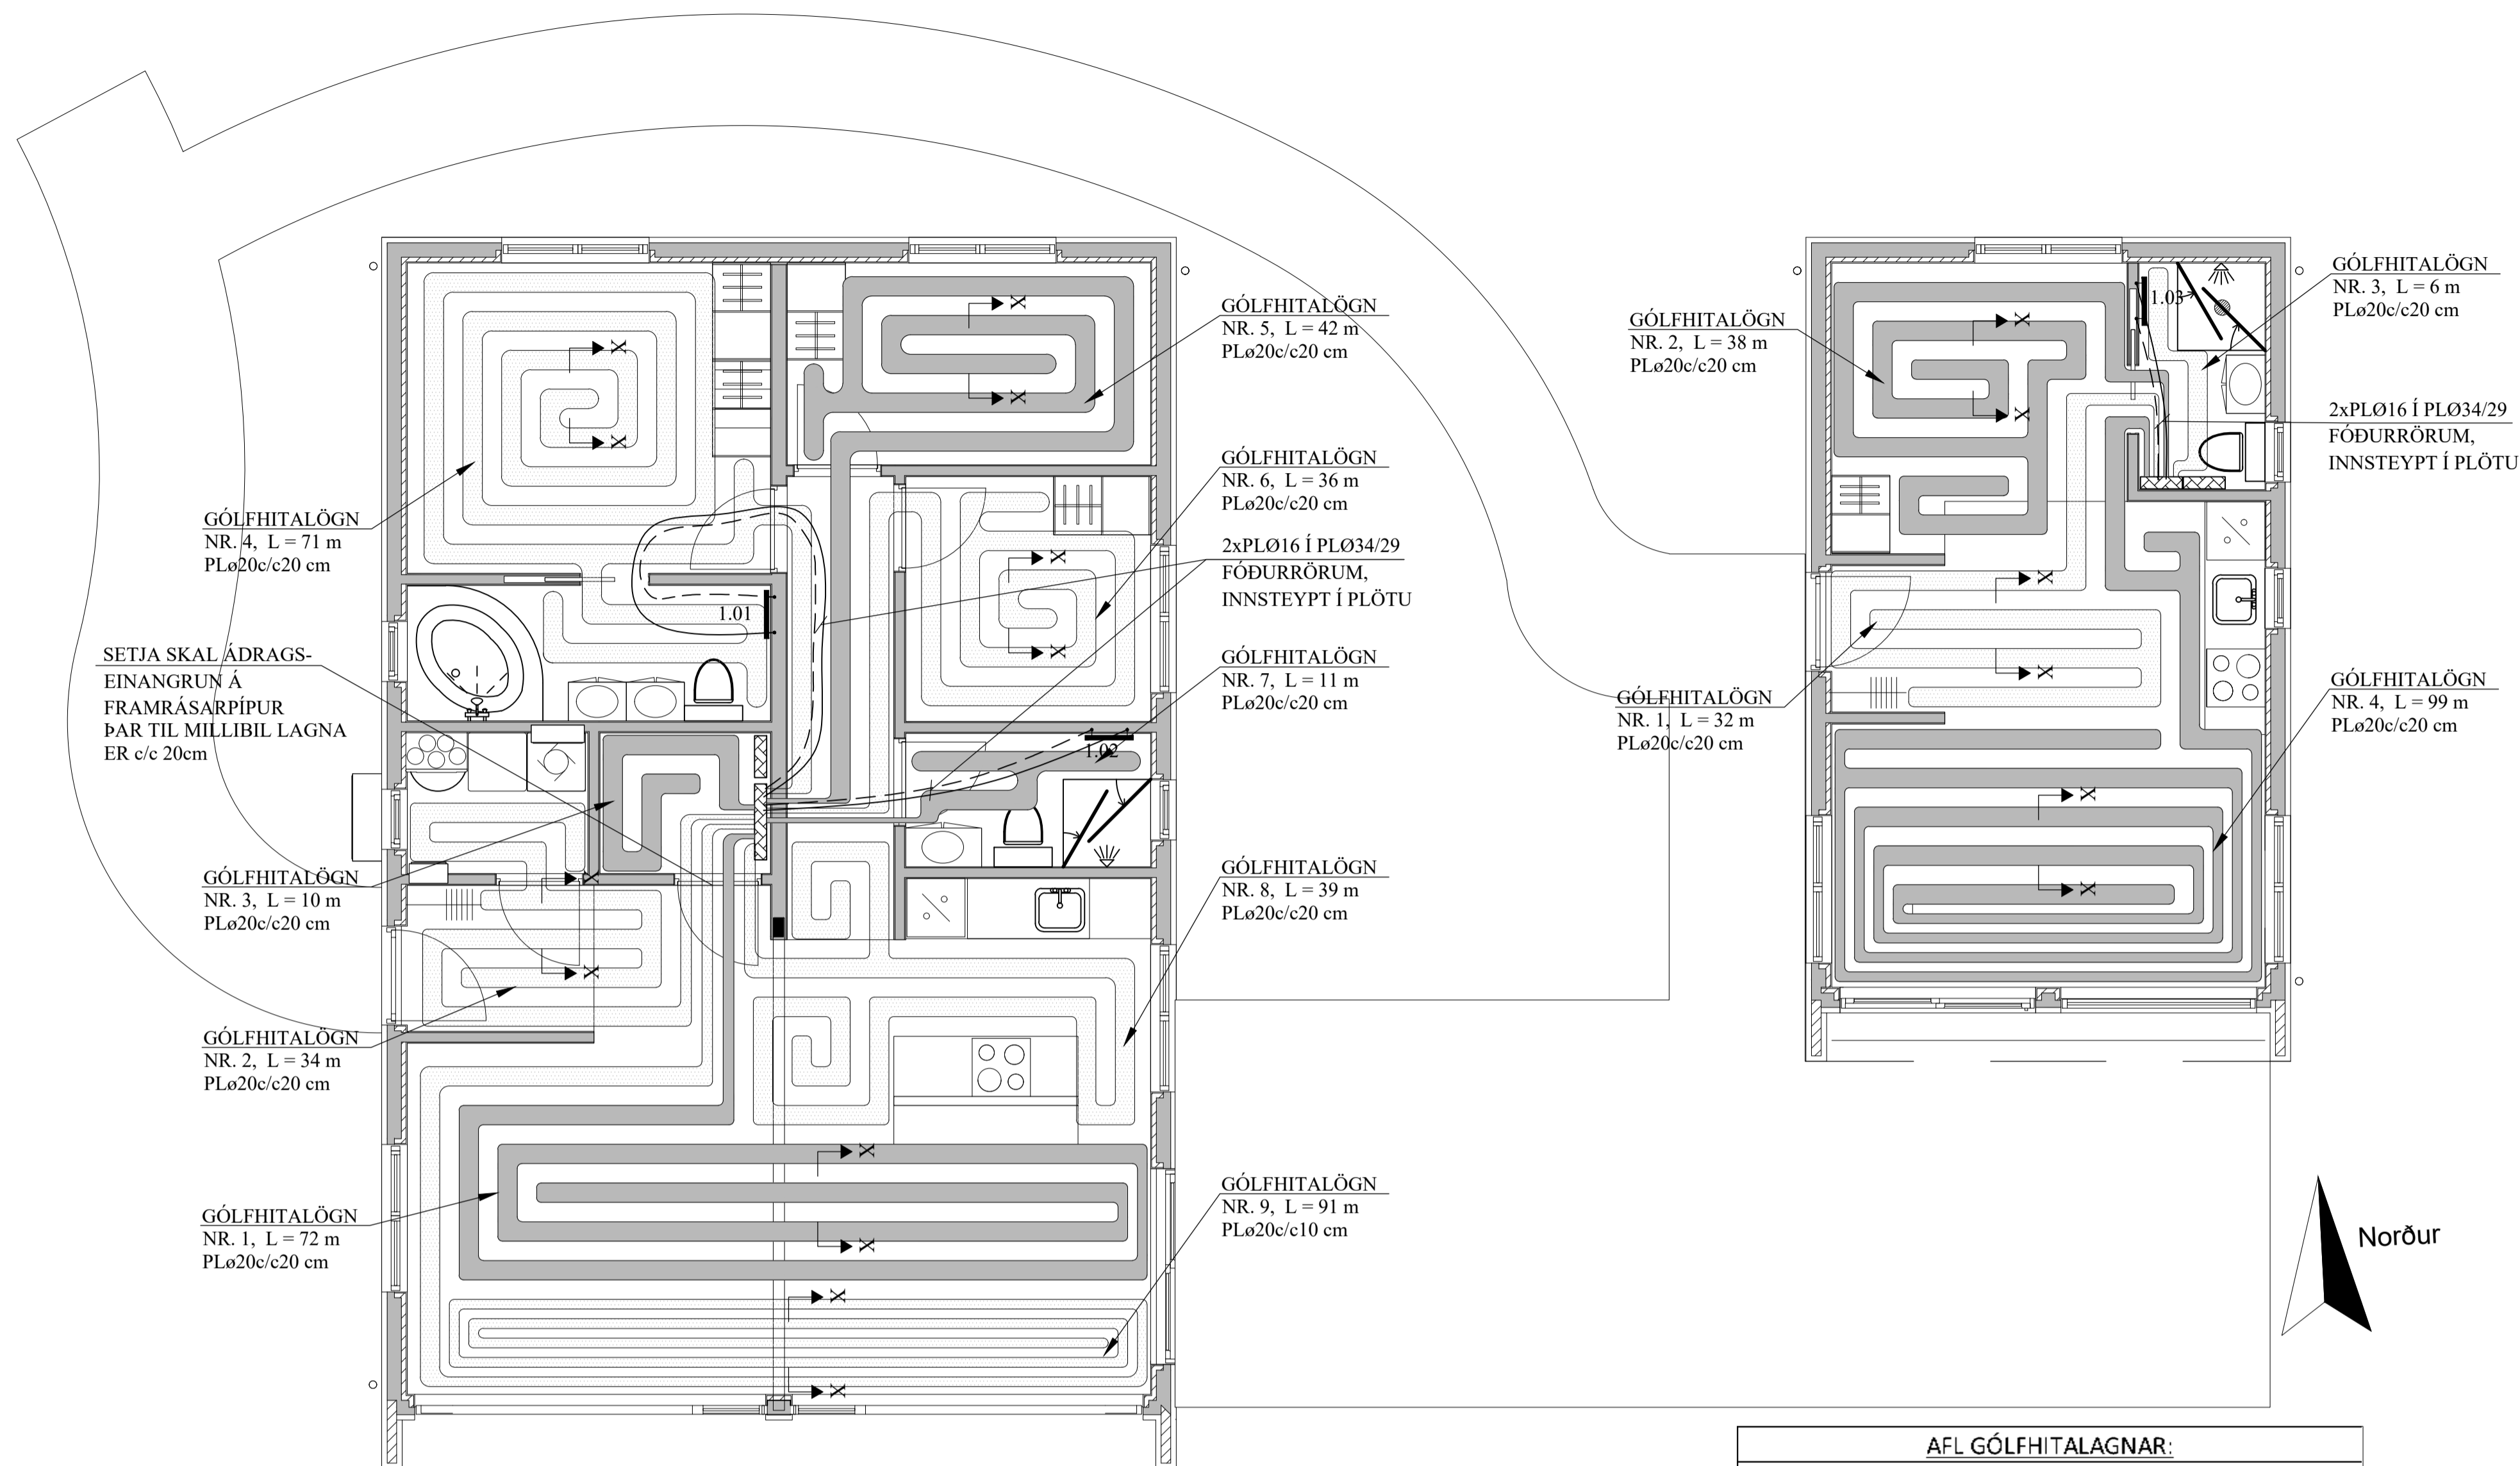 GÓLFHITALÖGN
NR. 4, L = 71 m
PLø20c/c20 cm
SETJA SKAL ÁDRAGS-
EINANGRUN Á
FRAMRÁSARPÍPUR
ÞAR TIL MILLIBIL LAGNA
ER c/c 20cm
GÓLFHITALÖGN
NR. 3, L = 10 m
PLø20c/c20 cm
GÓLFHITALÖGN
NR. 2, L = 34 m
PLø20c/c20 cm
GÓLFHITALÖGN
NR. 1, L = 72 m
PLø20c/c20 cm
X
X
X
X
1.01
X
X
X
X
1.02
X
X
X
X
X
X
GÓLFHITALÖGN
NR. 5, L = 42 m
PLø20c/c20 cm
GÓLFHITALÖGN
NR. 6, L = 36 m
PLø20c/c20 cm
2xPLØ16 Í PLØ34/29
FÓÐURRÖRUM,
INNSTEYPT Í PLÖTU
GÓLFHITALÖGN
NR. 7, L = 11 m
PLø20c/c20 cm
GÓLFHITALÖGN
NR. 8, L = 39 m
PLø20c/c20 cm
GÓLFHITALÖGN
NR. 9, L = 91 m
PLø20c/c10 cm
GÓLFHITALÖGN
NR. 2, L = 38 m
PLø20c/c20 cm
GÓLFHITALÖGN
NR. 1, L = 32 m
PLø20c/c20 cm
1.03
X
X
X
X
X
X
GÓLFHITALÖGN
NR. 3, L = 6 m
PLø20c/c20 cm
2xPLØ16 Í PLØ34/29
FÓÐURRÖRUM,
INNSTEYPT Í PLÖTU
GÓLFHITALÖGN
NR. 4, L = 99 m
PLø20c/c20 cm
Norður
AFL GÓLFHITALAGNAR: